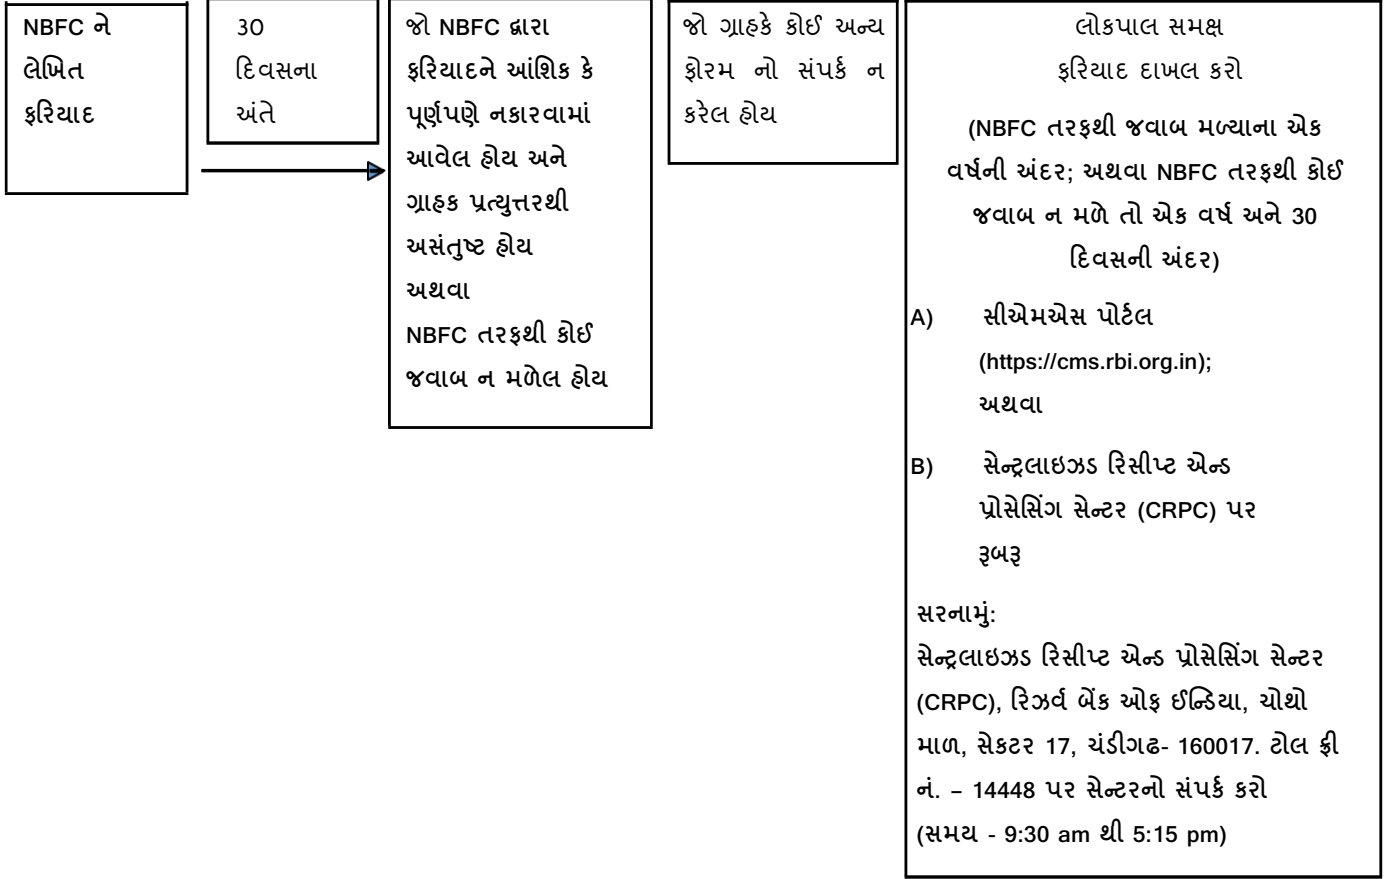 NBFC ને
લેખિત
ફરિયાદ
30
દિવસના
અંતે
જો NBFC દ્વારા
ફરિયાદને આંશિક કે
પૂર્ણપણે નકારવામાં
આવેલ હોય અને
ગ્રાહક પ્રત્યુત્તરથી
અસંતુષ્ટ હોય
અથવા
NBFC તરફથી કોઈ
જવાબ ન મળેલ હોય
જો ગ્રાહકે કોઈ અન્ય
ફોરમ નો સંપર્ક ન
કરેલ હોય
લોકપાલ સમક્ષ
ફરિયાદ દાખલ કરો
(NBFC તરફથી જવાબ મળ્યાના એક
વર્ષની અંદર; અથવા NBFC તરફથી કોઈ
જવાબ ન મળે તો એક વર્ષ અને 30
દિવસની અંદર)
A) સીએમએસ પોર્ટલ
(https://cms.rbi.org.in);
અથવા
B) સેન્ટ્રલાઇઝડ રિસીપ્ટ એન્ડ
પ્રોસેસિંગ સેન્ટર (CRPC) પર
રૂબરૂ
સરનામું:
સેન્ટ્રલાઇઝડ રિસીપ્ટ એન્ડ પ્રોસેસિંગ સેન્ટર
(CRPC), રિઝર્વ બેંક ઓફ ઈન્ડિયા, ચોથો
માળ, સેકટર 17, ચંડીગઢ- 160017. ટોલ ફ્રી
નં. – 14448 પર સેન્ટરનો સંપર્ક કરો
(સમય - 9:30 am થી 5:15 pm)